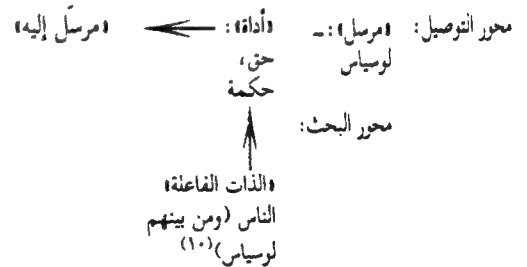 محور التوصيل: «مرسل»: ـ «أداة»: «مرسَل إليه»
لوسياس حق،
حكمة
محور البحث:
«الذات الفاعلة»
الناس (ومن بينهم
لوسياس)(١٠)